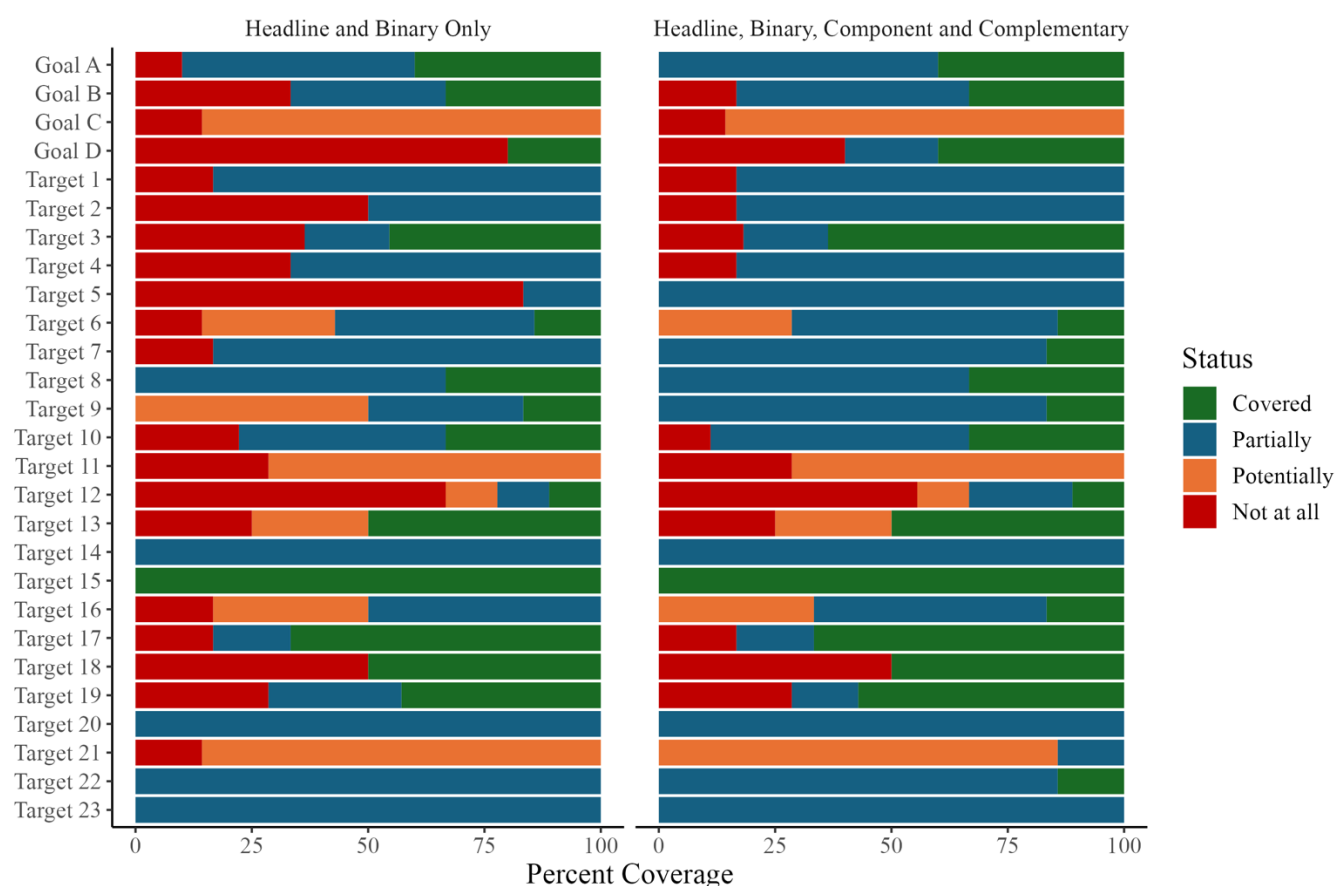 Headline and Binary Only
Headline, Binary, Component and Complementary
Goal A
Goal B
Goal C
Goal D
Target 1
Target 2
Target 3
Target 4
Target 5
Target 6
Target 7
Target 8
Target 9
Target 10
Target 11
Target 12
Target 13
Target 14
Target 15
Target 16
Target 17
Target 18
Target 19
Target 20
Target 21
Target 22
Target 23
0 25 50 75 100
0 25 50 75 100
Percent Coverage
Status
Covered
Partially
Potentially
Not at all